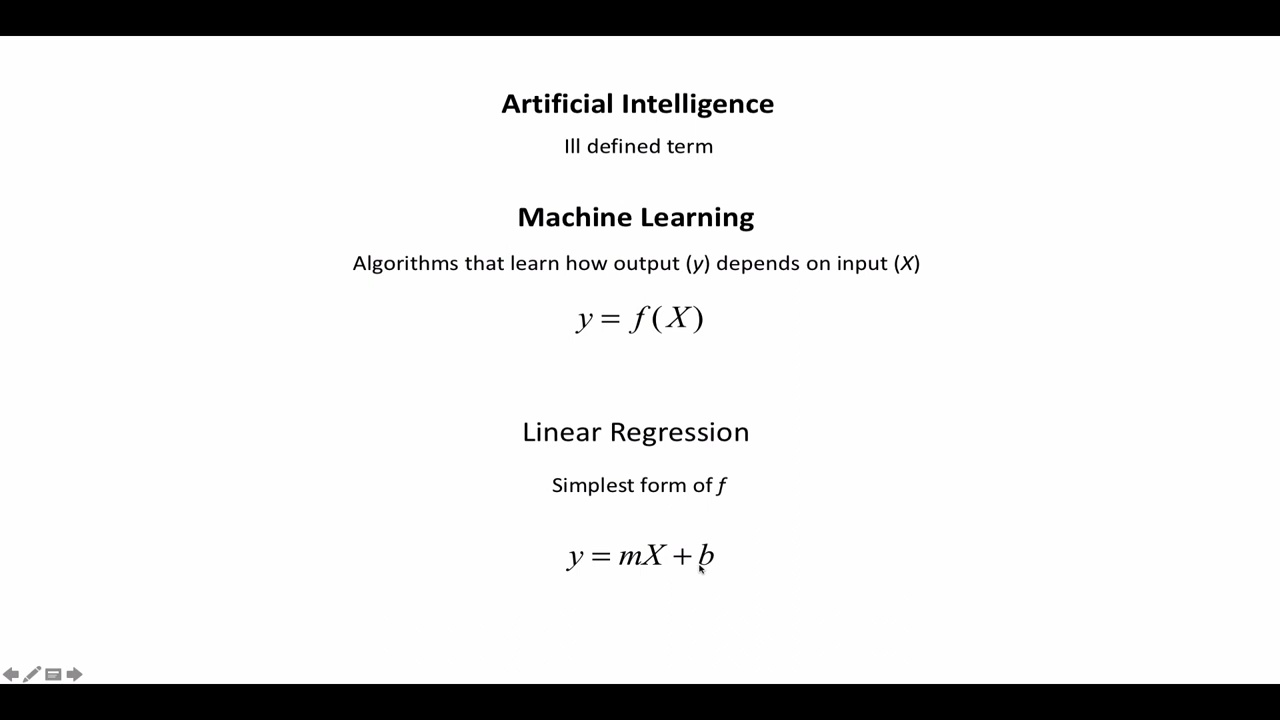 Artificial Intelligence
Ill defined term
Machine Learning
Algorithms that learn how output (y) depends on input (X)
y = f(X)
Linear Regression
Simplest form of f
y = mX + b